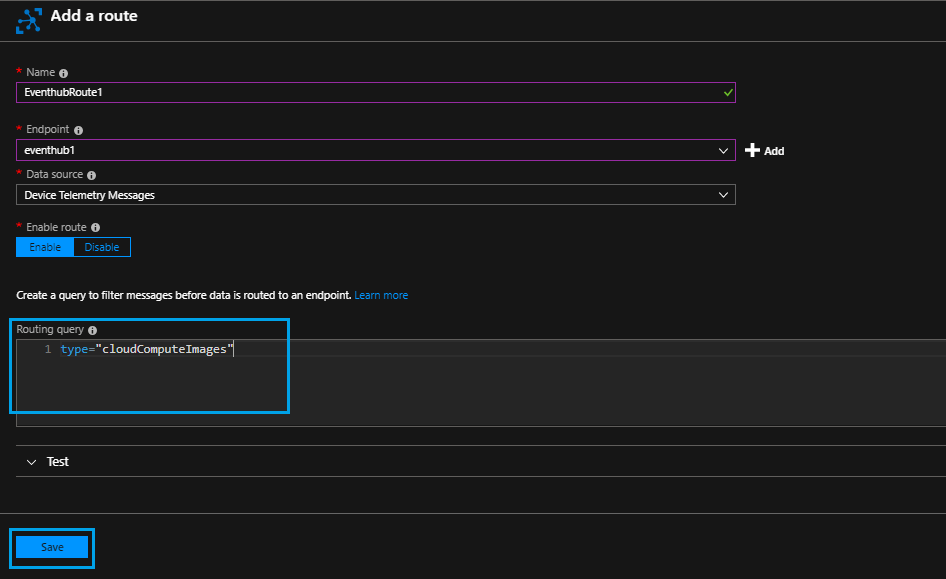 Add a route
* Name
EventhubRoute1
* Endpoint
eventhub1
Add
* Data source
Device Telemetry Messages
* Enable route
Enable Disable
Create a query to filter messages before data is routed to an endpoint. Learn more
Routing query
1 type="cloudComputeImages"
Test
Save